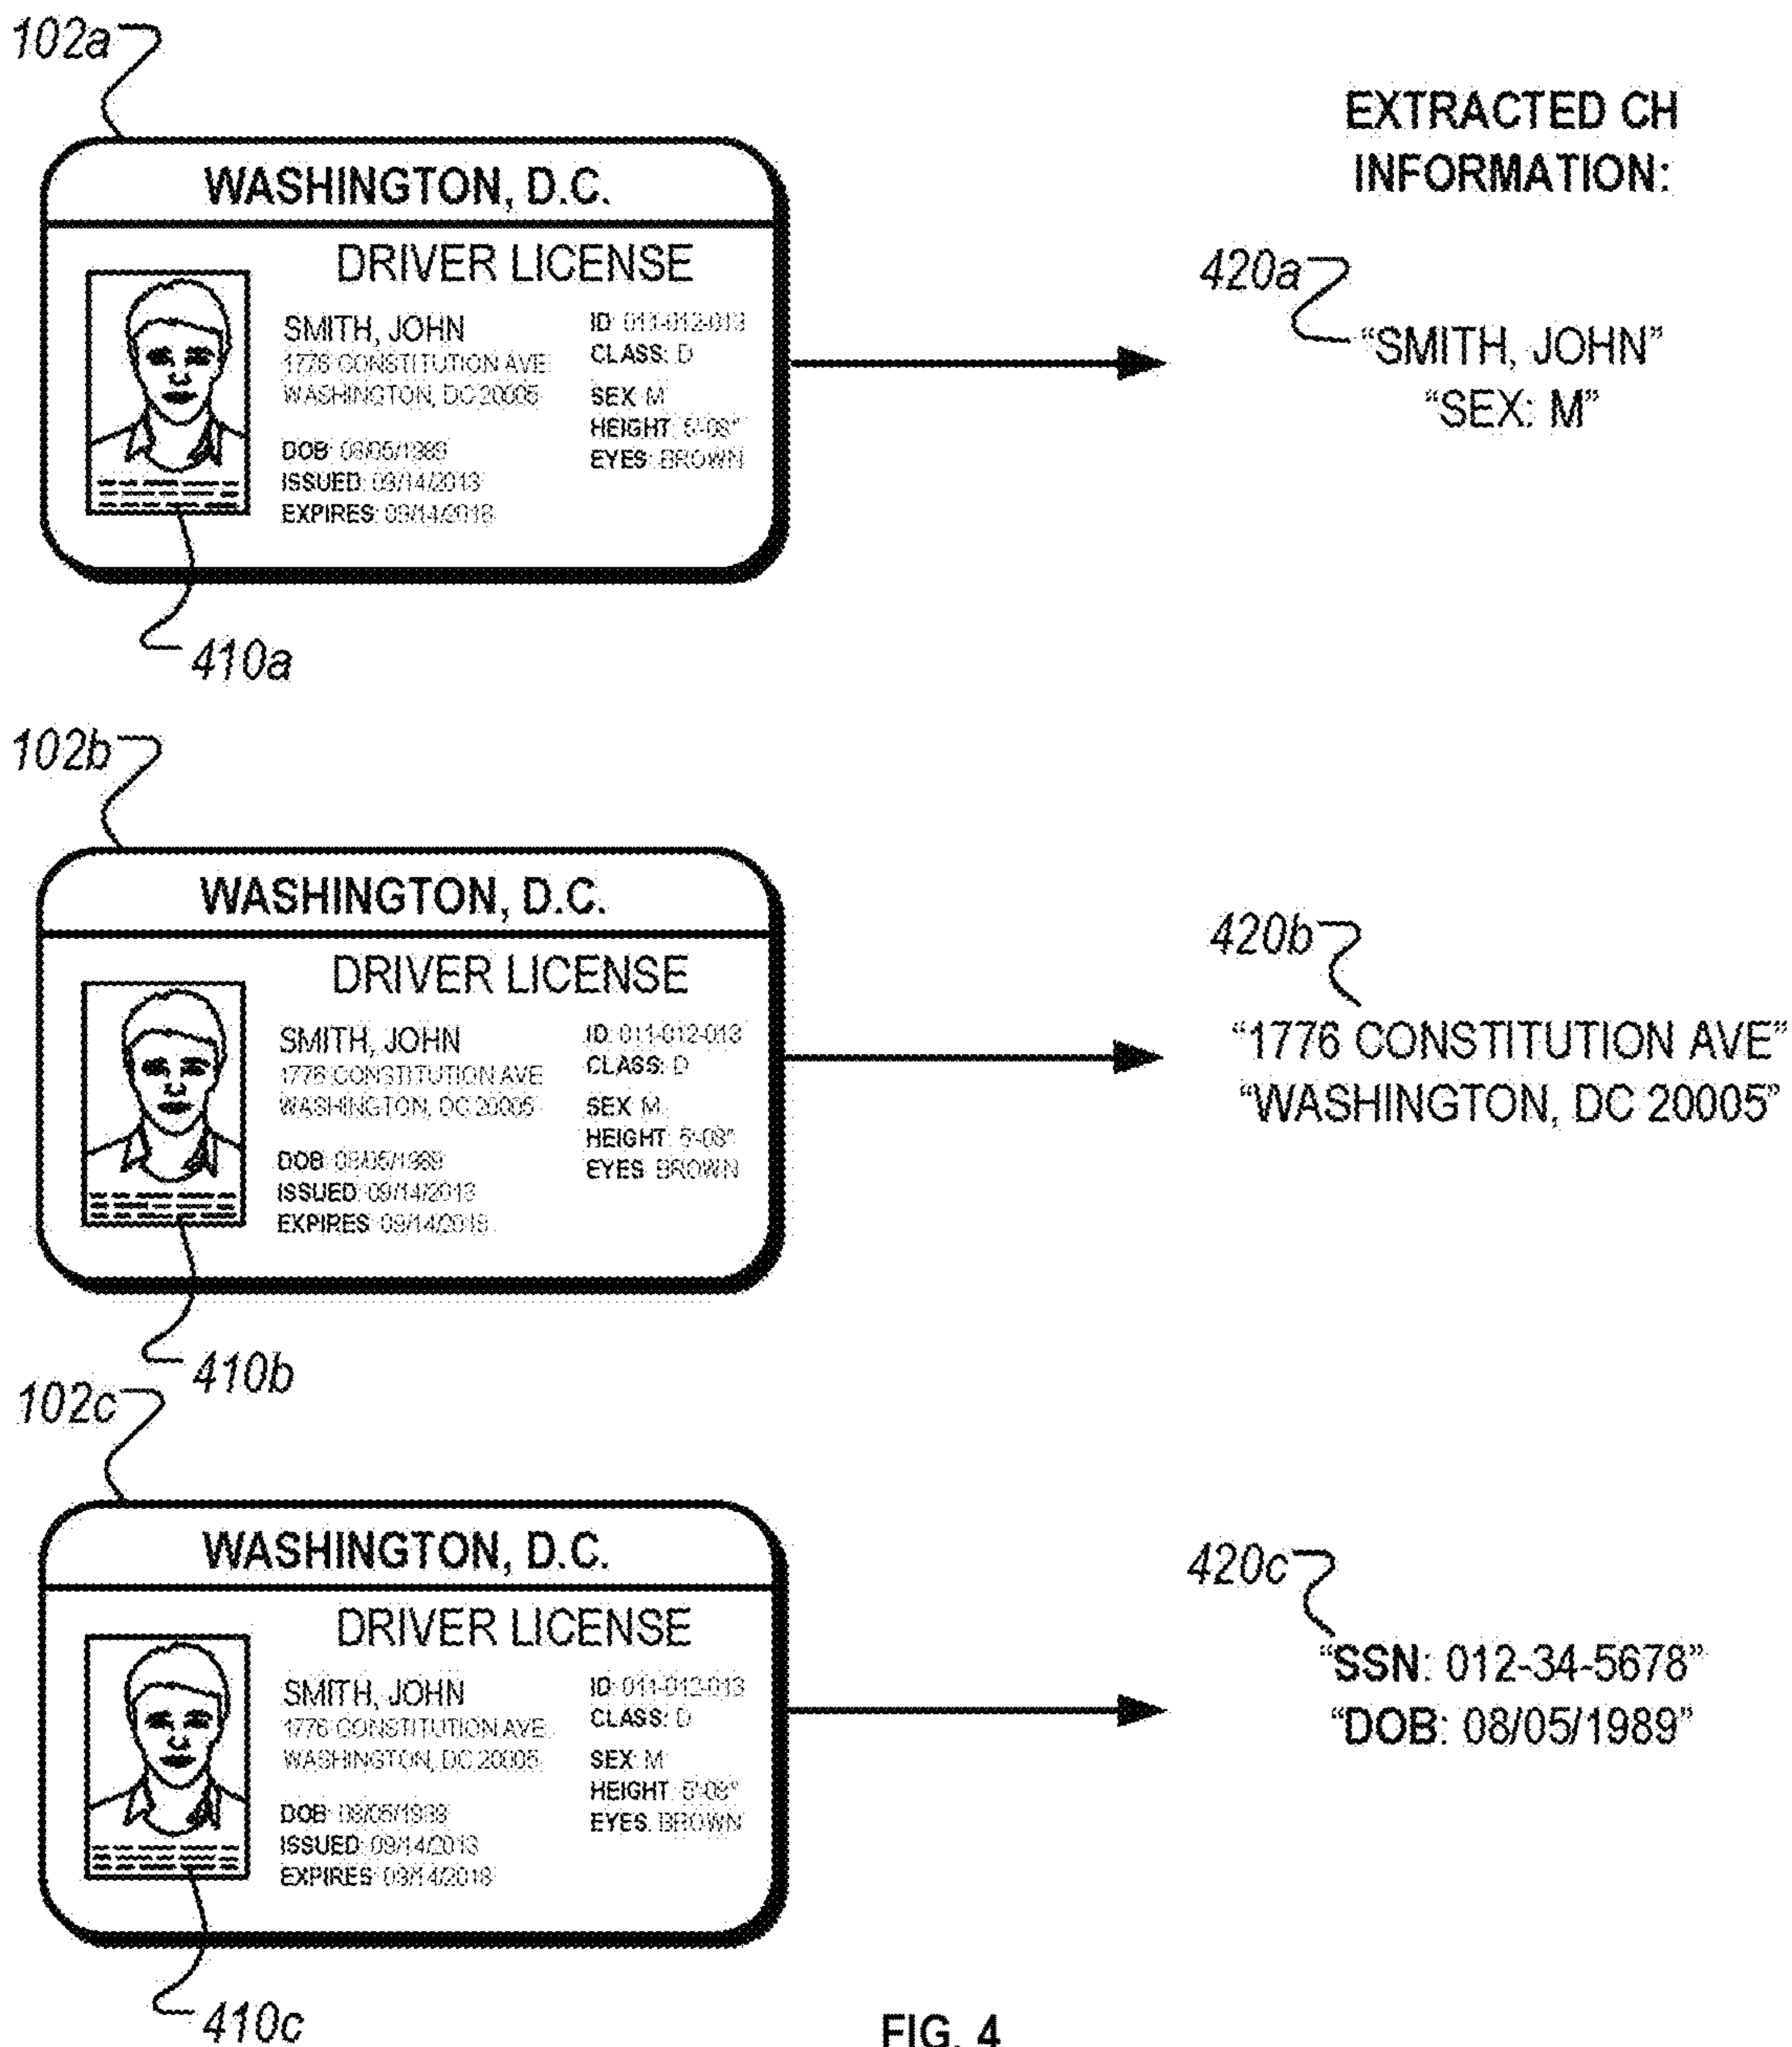 102a
WASHINGTON, D.C.
DRIVER LICENSE
SMITH, JOHN
1776 CONSTITUTION AVE
WASHINGTON, DC 20005
DOB: 08/05/1989
ISSUED: 09/14/2013
EXPIRES: 09/14/2018
ID: 011-012-013
CLASS: D
SEX: M
HEIGHT: 5'-08"
EYES: BROWN
410a
EXTRACTED CH
INFORMATION:
420a
“SMITH, JOHN”
“SEX: M”
102b
WASHINGTON, D.C.
DRIVER LICENSE
SMITH, JOHN
1776 CONSTITUTION AVE
WASHINGTON, DC 20005
DOB: 08/05/1989
ISSUED: 09/14/2013
EXPIRES: 09/14/2018
ID: 011-012-013
CLASS: D
SEX: M
HEIGHT: 5'-08"
EYES: BROWN
410b
420b
“1776 CONSTITUTION AVE”
“WASHINGTON, DC 20005”
102c
WASHINGTON, D.C.
DRIVER LICENSE
SMITH, JOHN
1776 CONSTITUTION AVE
WASHINGTON, DC 20005
DOB: 08/05/1989
ISSUED: 09/14/2013
EXPIRES: 09/14/2018
ID: 011-012-013
CLASS: D
SEX: M
HEIGHT: 5'-08"
EYES: BROWN
410c
420c
“SSN: 012-34-5678”
“DOB: 08/05/1989”
FIG. 4